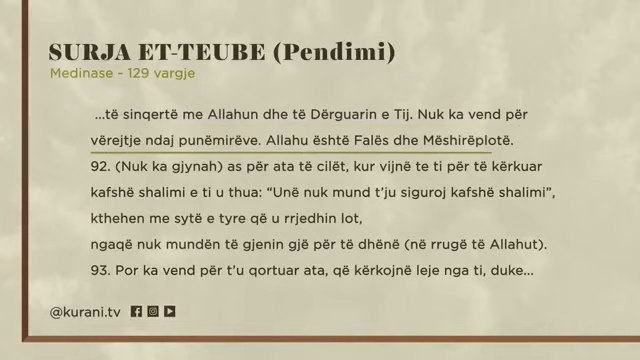 SURJA ET-TEUBE (Pendimi)
Medinase - 129 vargje
...të sinqertë me Allahun dhe të Dërguarin e Tij. Nuk ka vend për
vërejtje ndaj punëmirëve. Allahu është Falës dhe Mëshirëplotë.
92. (Nuk ka gjynah) as për ata të cilët, kur vijnë te ti për të kërkuar
kafshë shalimi e ti u thua: “Unë nuk mund t’ju siguroj kafshë shalimi”,
kthehen me sytë e tyre që u rrjedhin lot,
ngaqë nuk mundën të gjenin gjë për të dhënë (në rrugë të Allahut).
93. Por ka vend për t’u qortuar ata, që kërkojnë leje nga ti, duke...
@kurani.tv